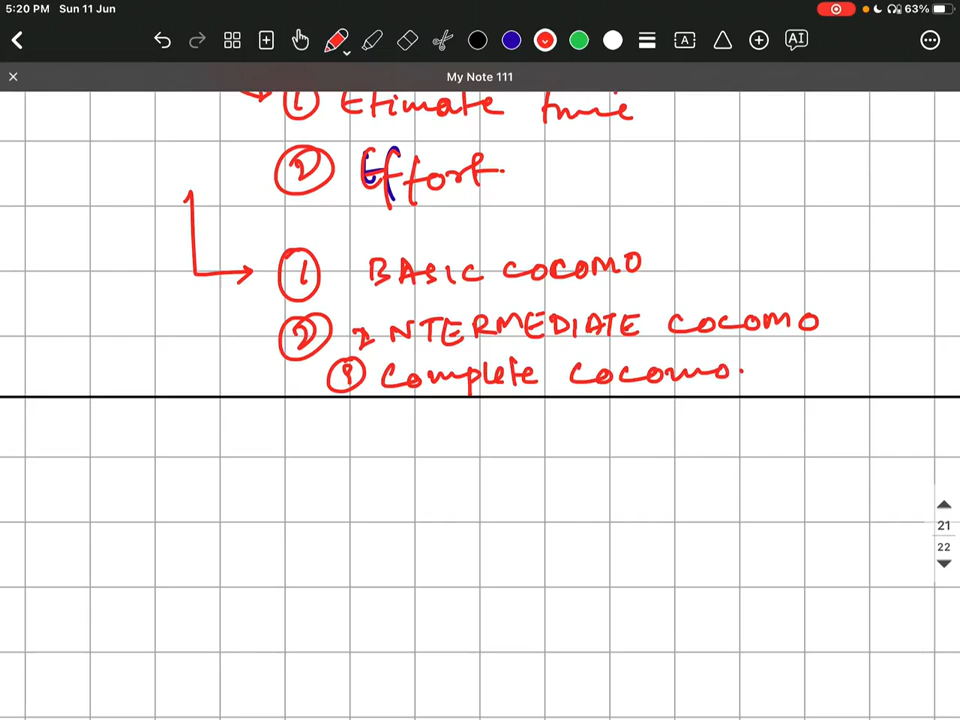 5:20 PM Sun 11 Jun 63%
A AI
My Note 111
① Etimate time
② Effort.
① BASIC COCOMO
② INTERMEDIATE COCOMO
③ Complete COCOMO.
21
22